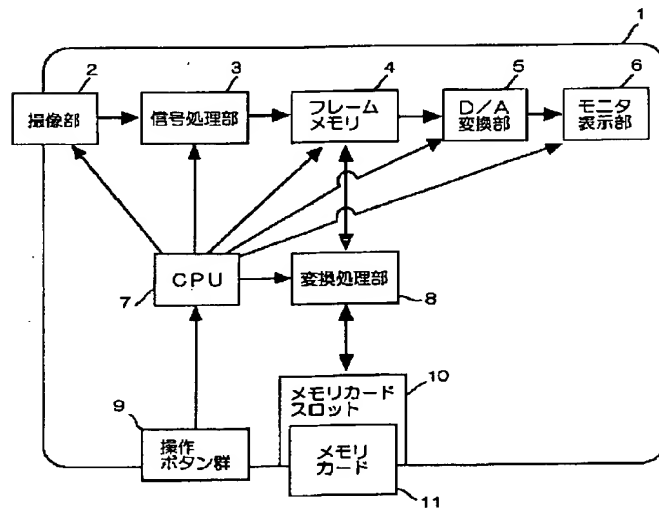 1
2
3
4
5
6
撮像部
信号処理部
フレーム
メモリ
D/A
変換部
モニタ
表示部
CPU
7
変換処理部
8
9
操作
ボタン群
メモリカード
スロット
10
メモリ
カード
11